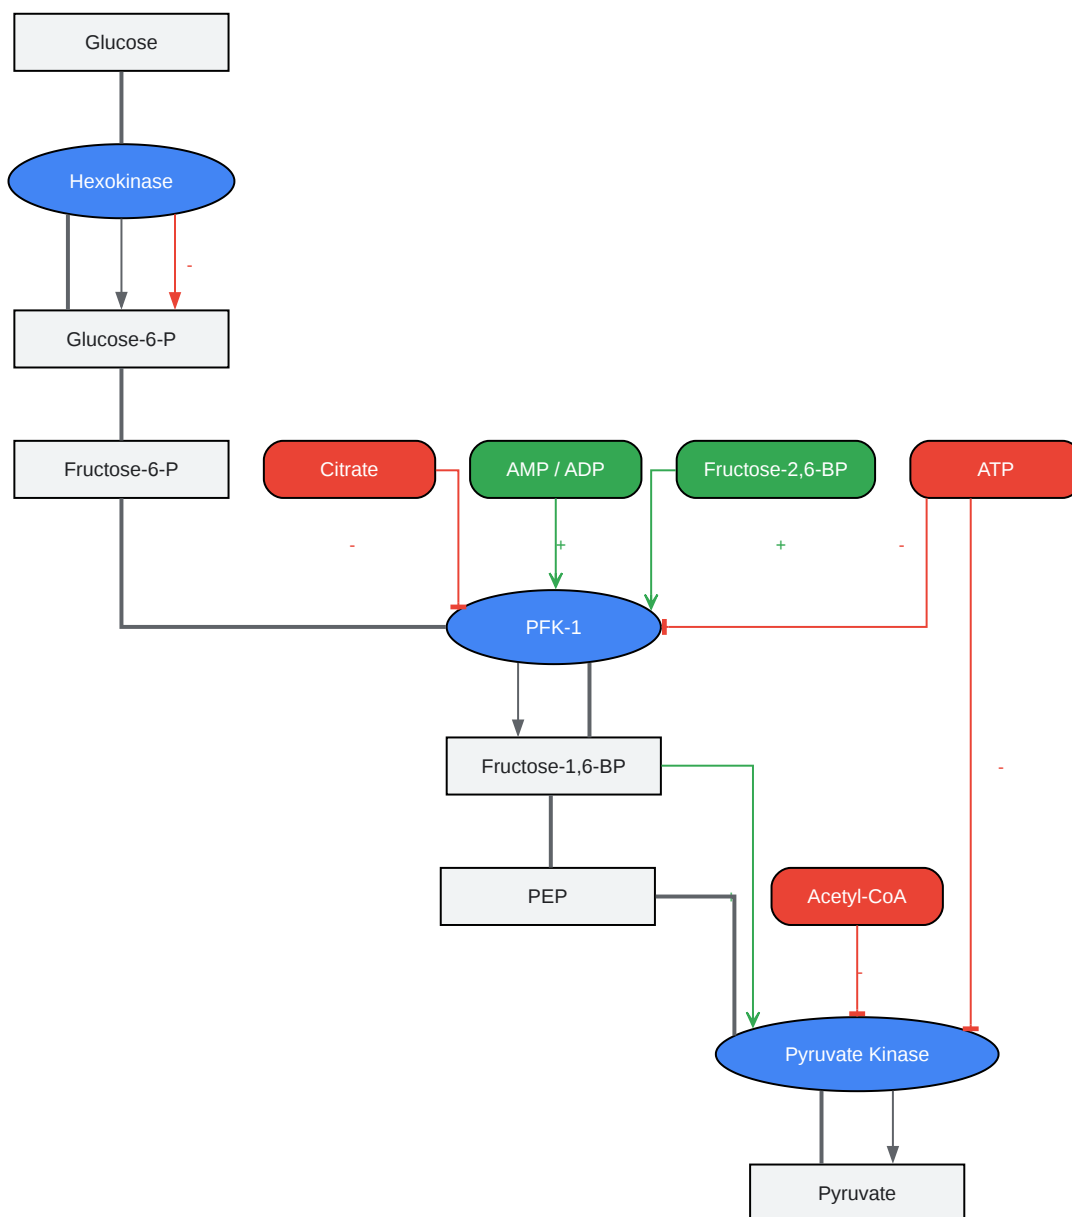 Glucose
Hexokinase
-
Glucose-6-P
Fructose-6-P
Citrate
AMP / ADP
Fructose-2,6-BP
ATP
-
+
+
-
PFK-1
Fructose-1,6-BP
-
PEP
+
Acetyl-CoA
-
Pyruvate Kinase
Pyruvate